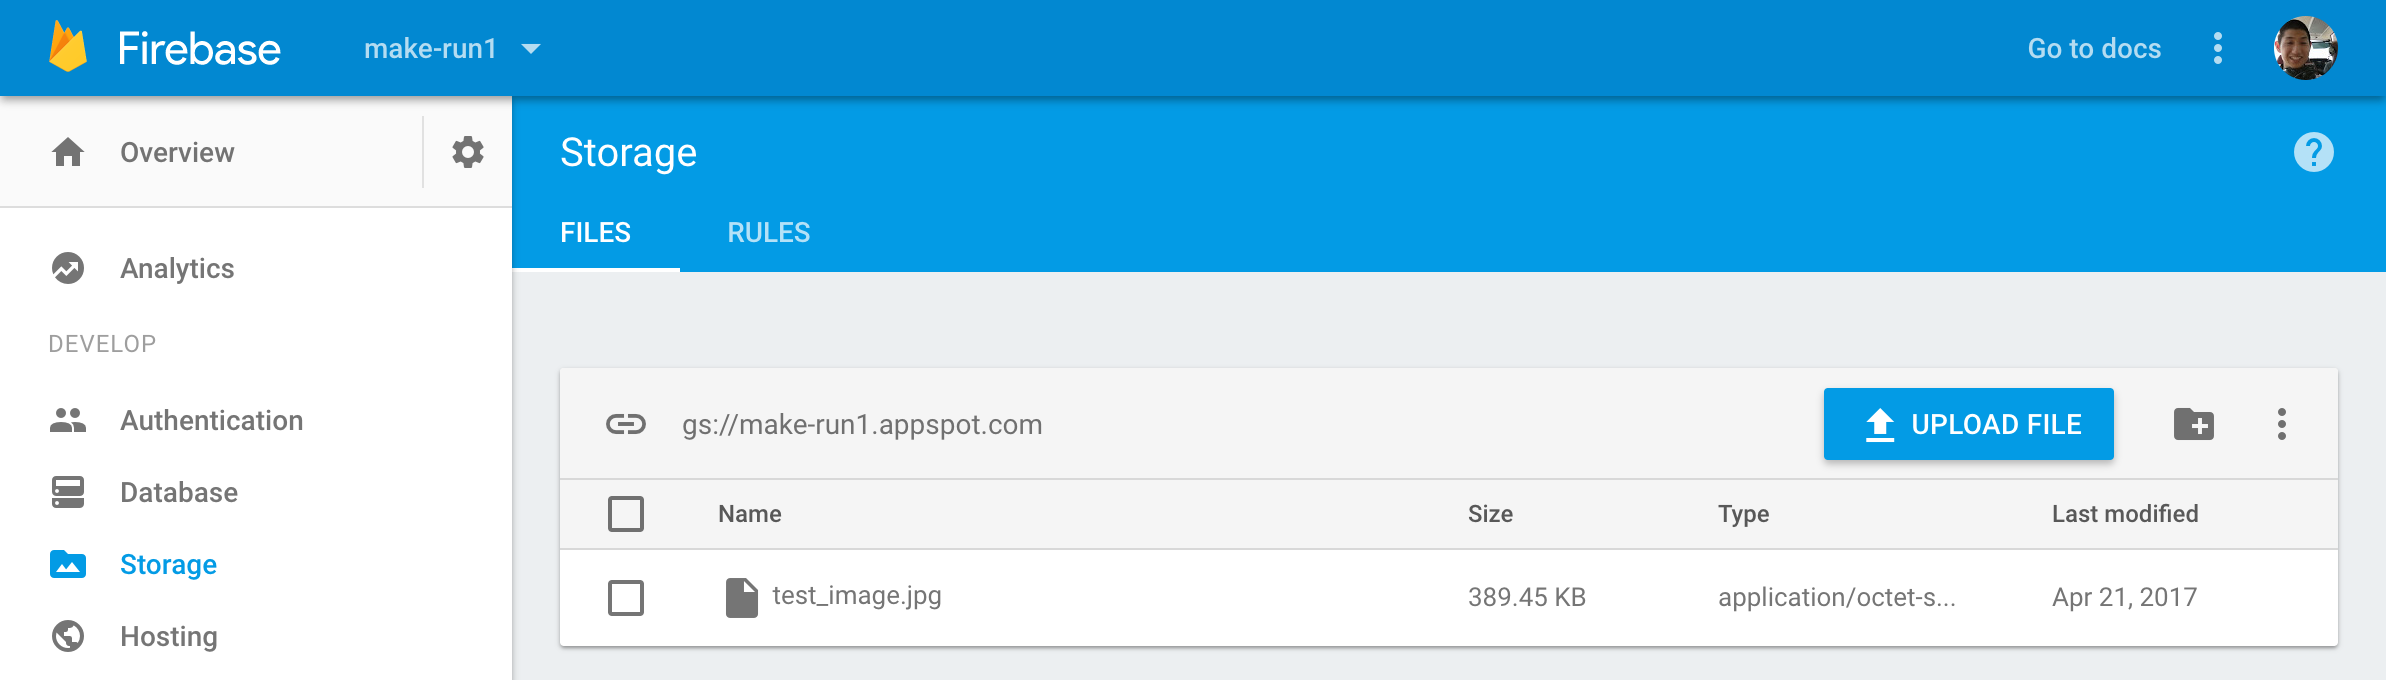 Firebase
make-run1
Go to docs
Overview
Storage
?
FILES
RULES
Analytics
DEVELOP
Authentication
Database
Storage
Hosting
gs://make-run1.appspot.com
UPLOAD FILE
Name Size Type Last modified
test_image.jpg 389.45 KB application/octet-s... Apr 21, 2017